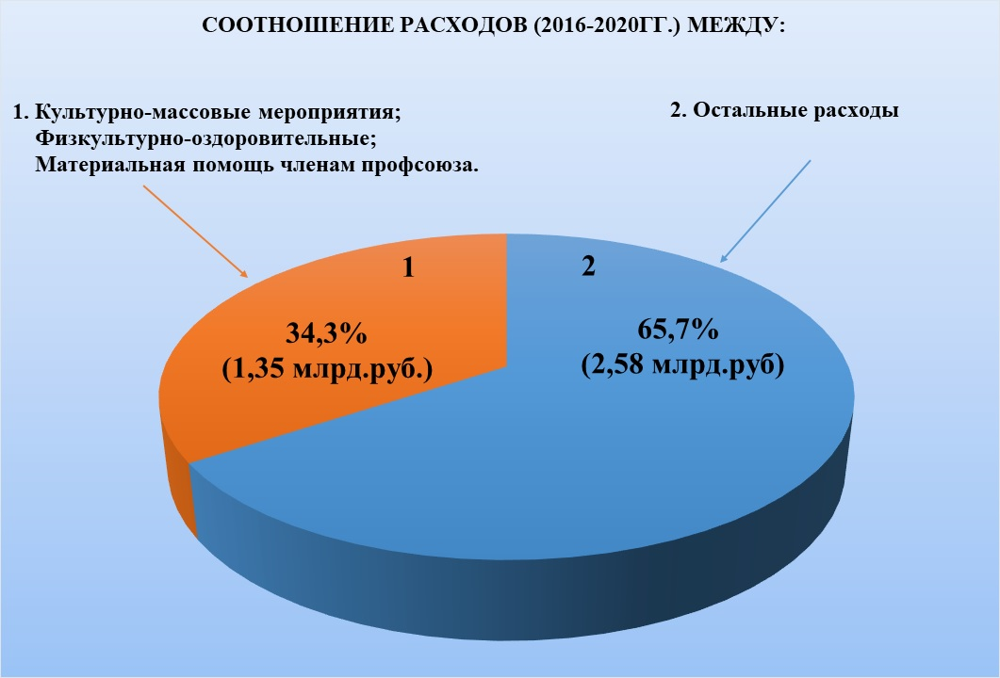 СООТНОШЕНИЕ РАСХОДОВ (2016-2020ГГ.) МЕЖДУ:
1. Культурно-массовые мероприятия;
Физкультурно-оздоровительные;
Материальная помощь членам профсоюза.
2. Остальные расходы
1
34,3%
(1,35 млрд.руб.)
2
65,7%
(2,58 млрд.руб)